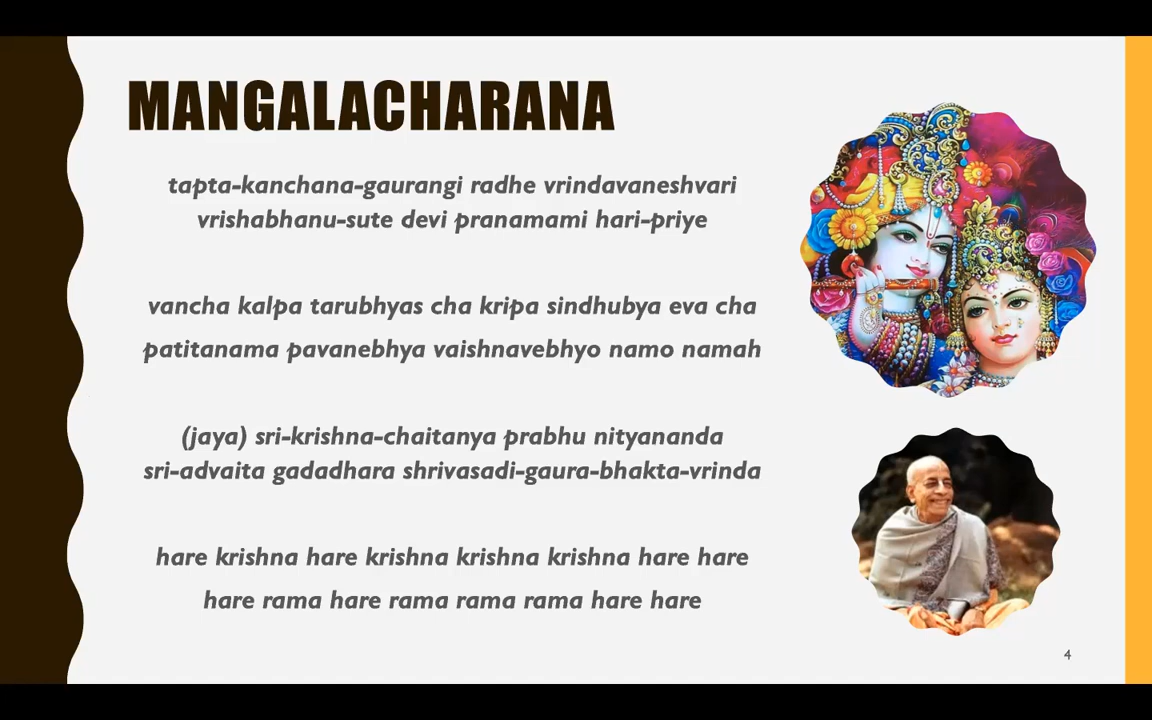 MANGALACHARANA
tapta-kanchana-gaurangi radhe vrindavaneshvari
vrishabhanu-sute devi pranamami hari-priye
vancha kalpa tarubhyas cha kripa sindhubya eva cha
patitanama pavanebhya vaishnavebhyo namo namah
(jaya) sri-krishna-chaitanya prabhu nityananda
sri-advaita gadadhara shrivasadi-gaura-bhakta-vrinda
hare krishna hare krishna krishna krishna hare hare
hare rama hare rama rama rama hare hare
4